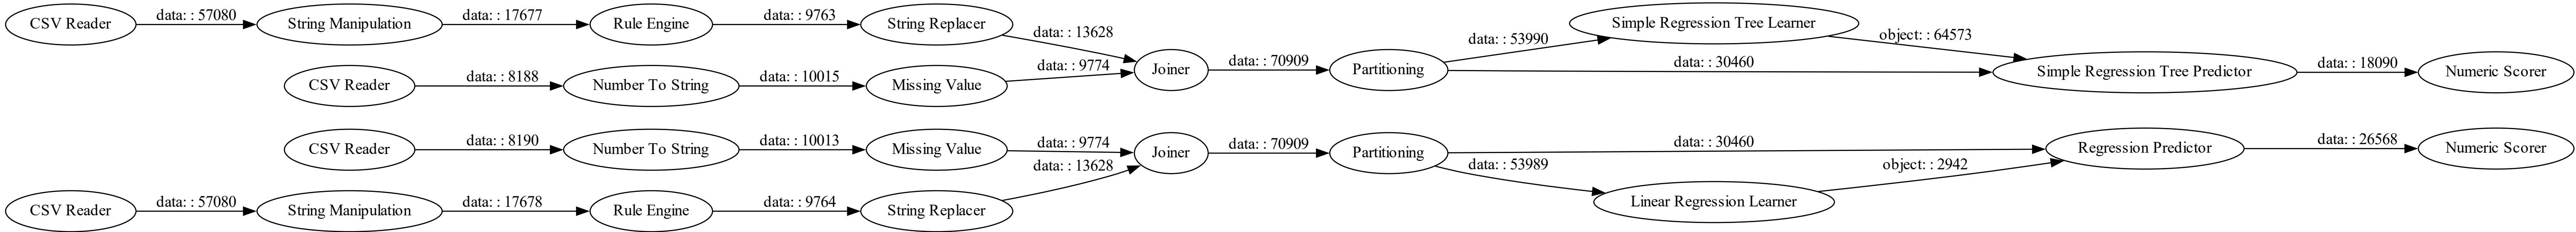 CSV Reader
data: : 57080
String Manipulation
data: : 17677
Rule Engine
data: : 9763
String Replacer
data: : 13628
CSV Reader
data: : 8188
Number To String
data: : 10015
Missing Value
data: : 9774
Joiner
data: : 70909
Partitioning
data: : 53990
Simple Regression Tree Learner
object: : 64573
data: : 30460
Simple Regression Tree Predictor
data: : 18090
Numeric Scorer
CSV Reader
data: : 8190
Number To String
data: : 10013
Missing Value
data: : 9774
Joiner
data: : 70909
Partitioning
data: : 30460
Regression Predictor
data: : 26568
Numeric Scorer
data: : 53989
Linear Regression Learner
object: : 2942
CSV Reader
data: : 57080
String Manipulation
data: : 17678
Rule Engine
data: : 9764
String Replacer
data: : 13628